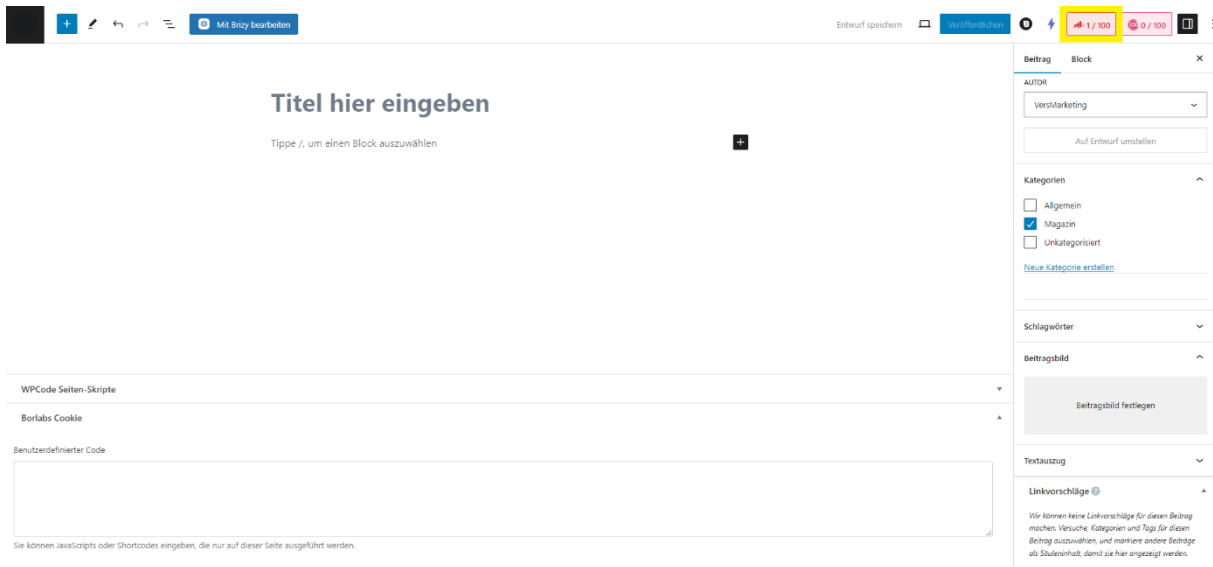 Mit Brizy bearbeiten
Entwurf speichern
Veröffentlichen
1 / 100
0 / 100
Titel hier eingeben
Tippe /, um einen Block auszuwählen
WPCode Seiten-Skripte
Borlabs Cookie
Benutzerdefinierter Code
Sie können JavaScripts oder Shortcodes eingeben, die nur auf dieser Seite ausgeführt werden.
Beitrag
Block
AUTOR
VersMarketing
Auf Entwurf umstellen
Kategorien
Allgemein
Magazin
Unkategorisiert
Neue Kategorie erstellen
Schlagwörter
Beitragsbild
Beitragsbild festlegen
Textauszug
Linkvorschläge
Wir können keine Linkvorschläge für diesen Beitrag
machen. Versuche, Kategorien und Tags für diesen
Beitrag auszuwählen, und markiere andere Beiträge
als Säuleninhalt, damit sie hier angezeigt werden.